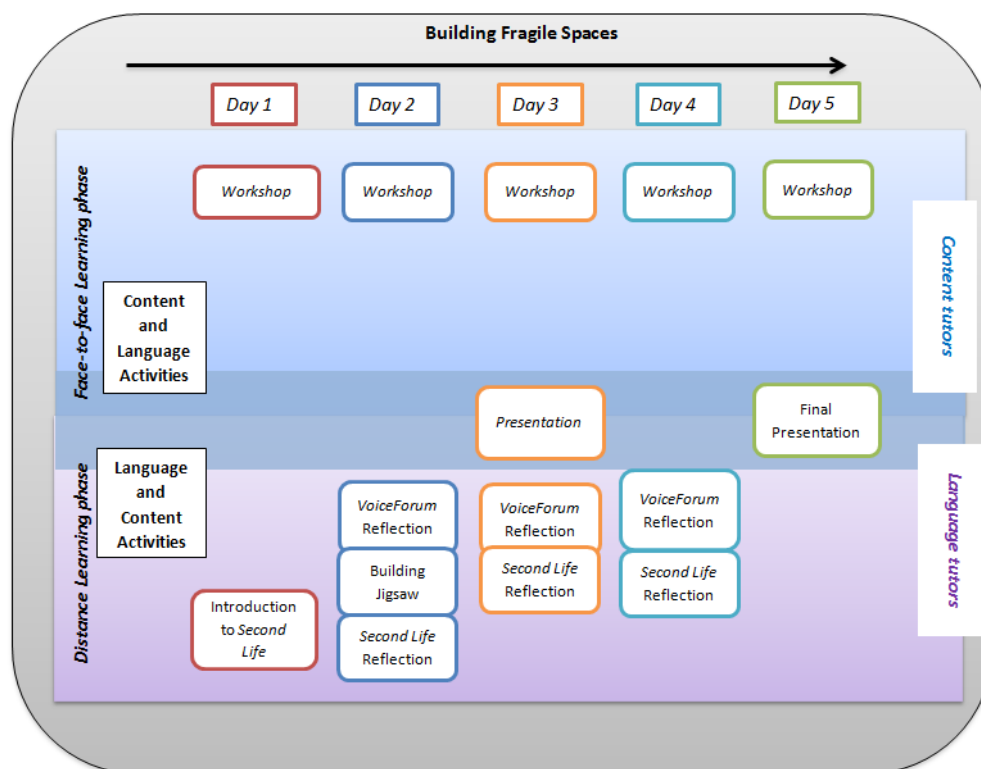 Building Fragile Spaces
Day 1
Day 2
Day 3
Day 4
Day 5
Face-to-face Learning phase
Workshop
Workshop
Workshop
Workshop
Workshop
Content tutors
Content
and
Language
Activities
Presentation
Final
Presentation
Distance Learning phase
Language
and
Content
Activities
Language tutors
Introduction
to Second
Life
VoiceForum
Reflection
Building
Jigsaw
Second Life
Reflection
VoiceForum
Reflection
Second Life
Reflection
VoiceForum
Reflection
Second Life
Reflection